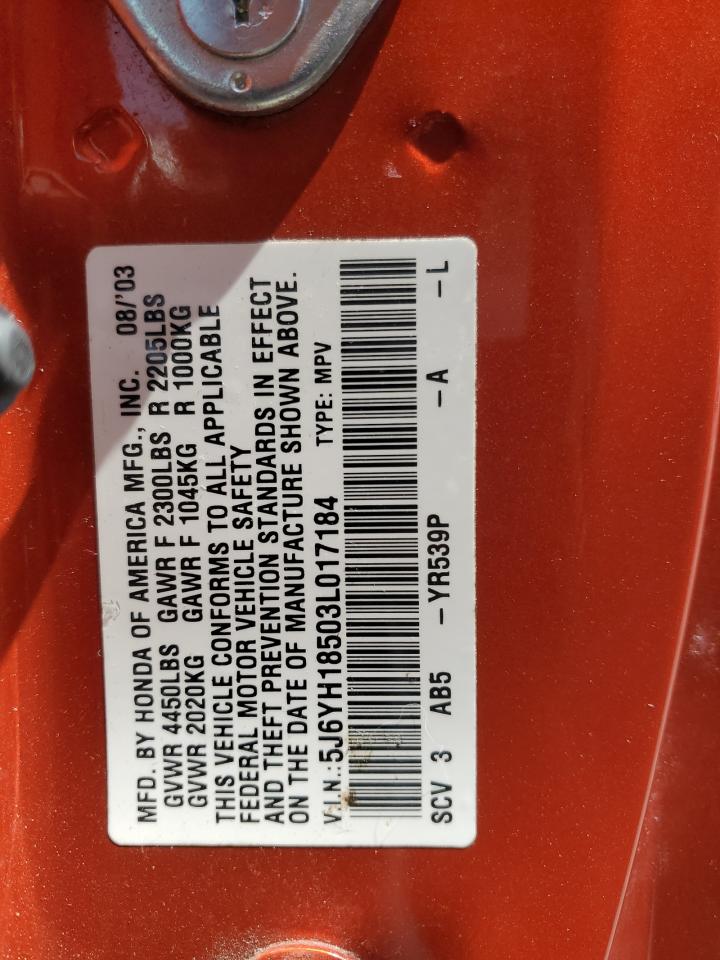 MFD. BY HONDA OF AMERICA MFG., INC. 08/'03
GVWR 4450LBS GAWR F 2300LBS R 2205LBS
GVWR 2020KG GAWR F 1045KG R 1000KG
THIS VEHICLE CONFORMS TO ALL APPLICABLE
FEDERAL MOTOR VEHICLE SAFETY
AND THEFT PREVENTION STANDARDS IN EFFECT
ON THE DATE OF MANUFACTURE SHOWN ABOVE.
V.I.N.:5J6YH18503L017184 TYPE: MPV
SCV 3 AB5 -YR539P -A -L